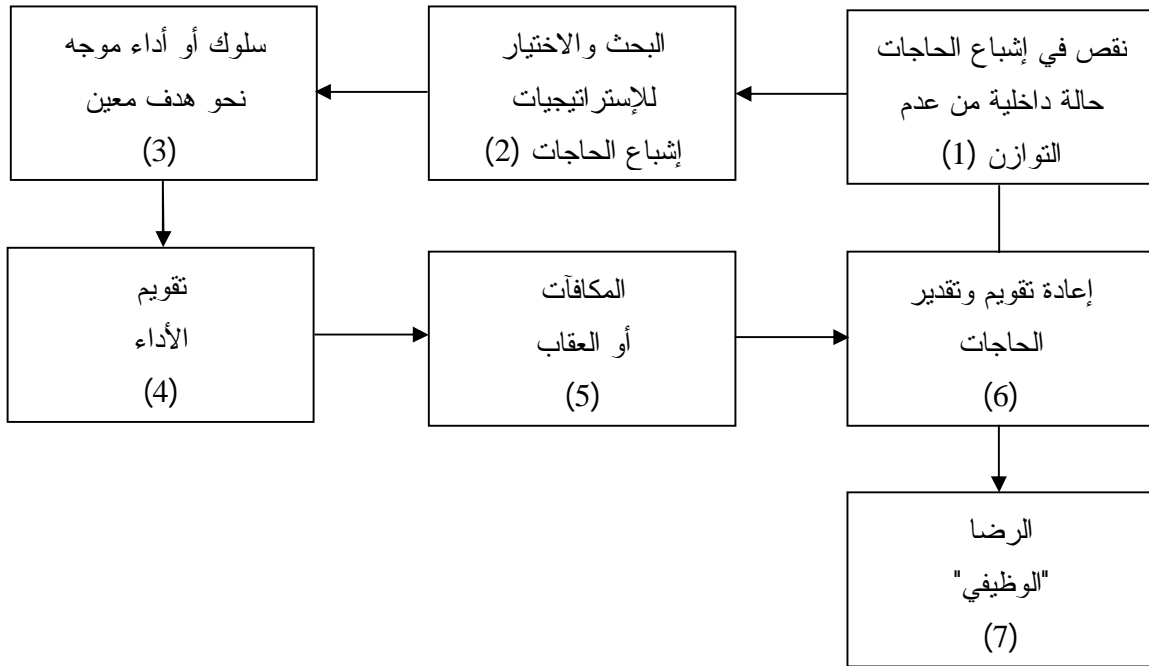 نقص في إشباع الحاجات
حالة داخلية من عدم
التوازن (1)
البحث والاختيار
للإستراتيجيات
إشباع الحاجات (2)
سلوك أو أداء موجه
نحو هدف معين
(3)
تقويم
الأداء
(4)
المكافآت
أو العقاب
(5)
إعادة تقويم وتقدير
الحاجات
(6)
الرضا
"الوظيفي"
(7)